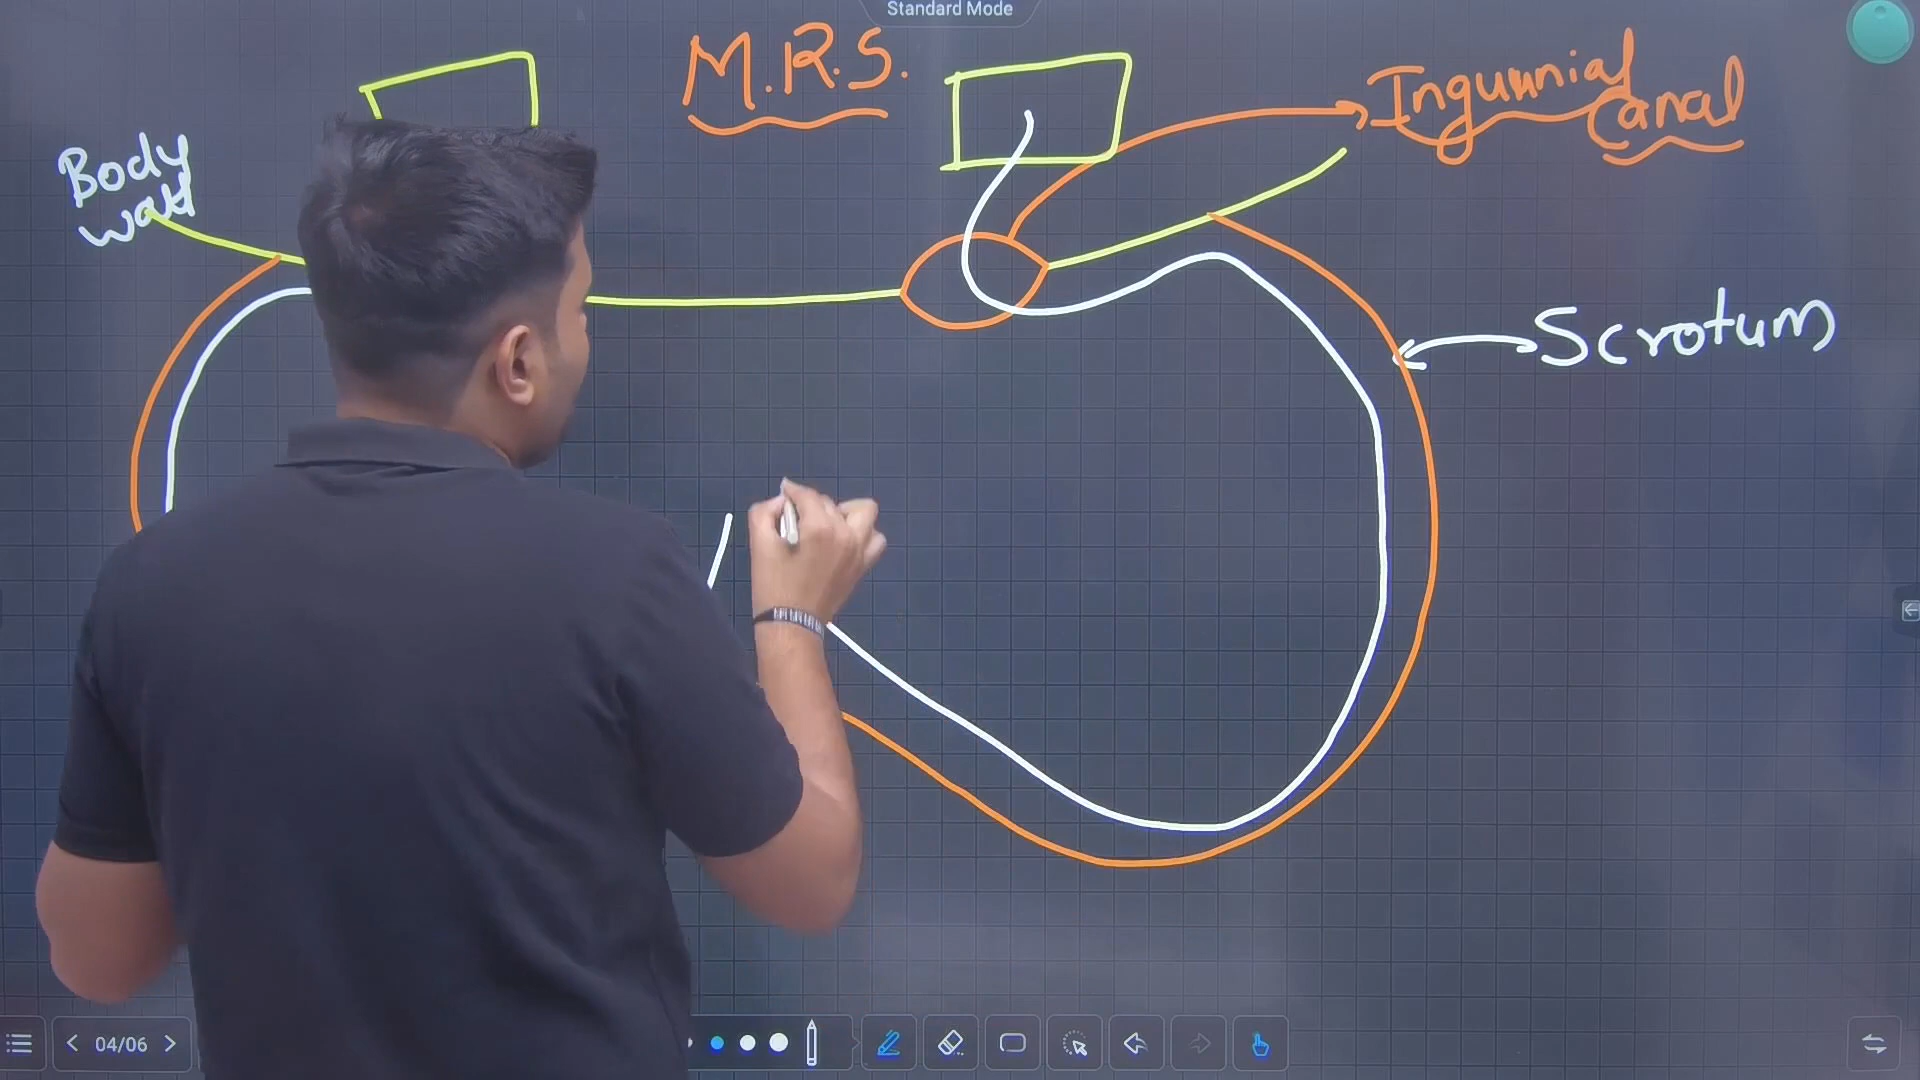 Standard Mode
M.R.S.
Ingumnial
Canal
Body
wall
Scrotum
04/06